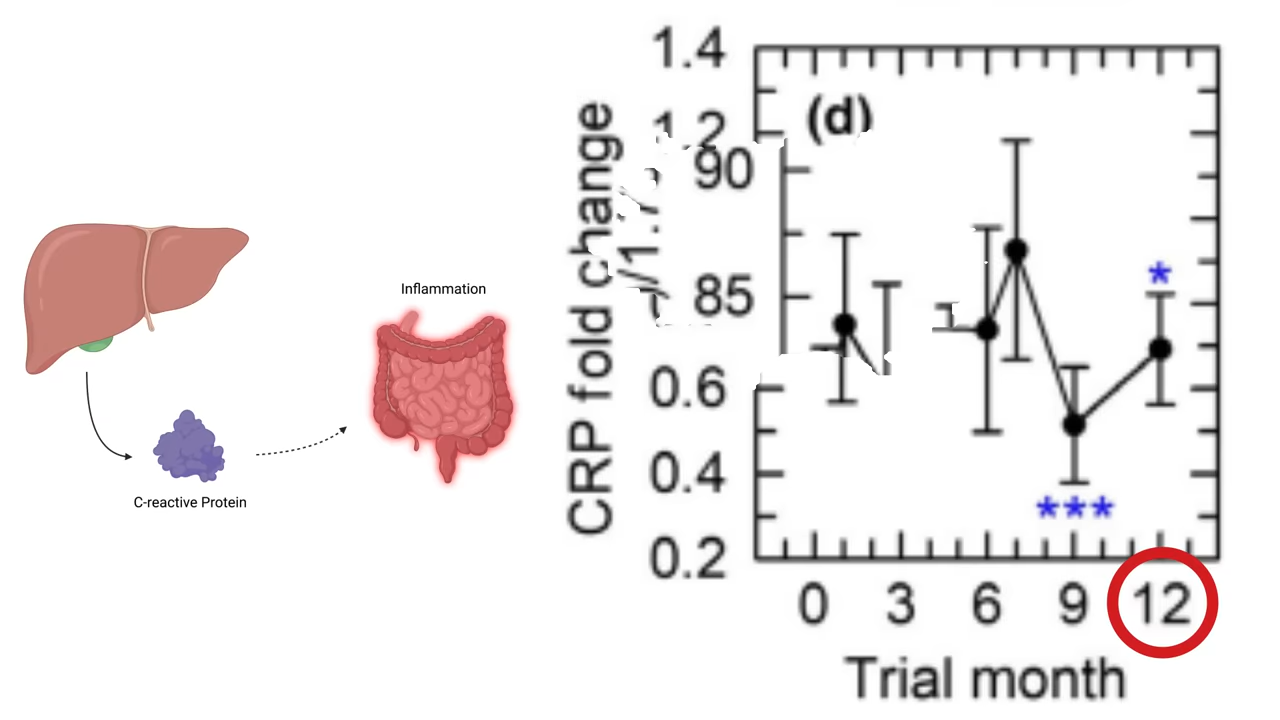 Inflammation
C-reactive Protein
CRP fold change
(d)
1.4
1.2
90
85
0.6
0.4
0.2
*
***
0 3 6 9 12
Trial month